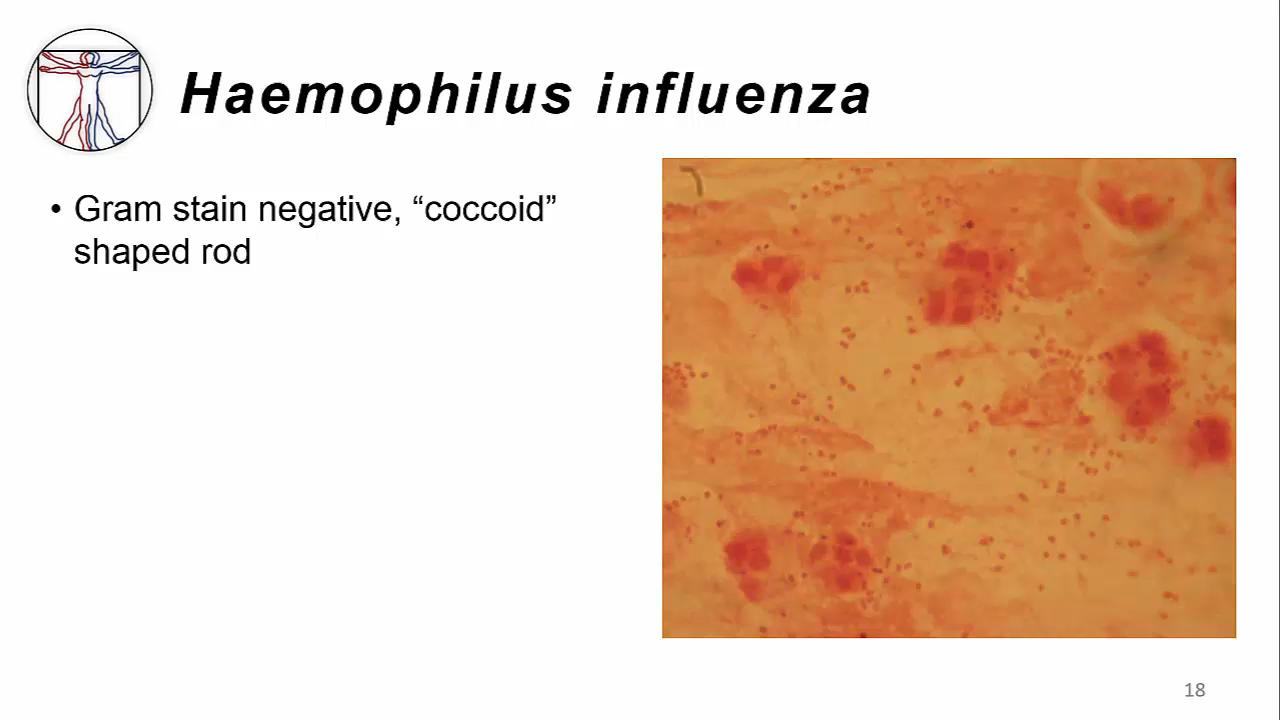 Haemophilus influenza
• Gram stain negative, “coccoid”
shaped rod
18